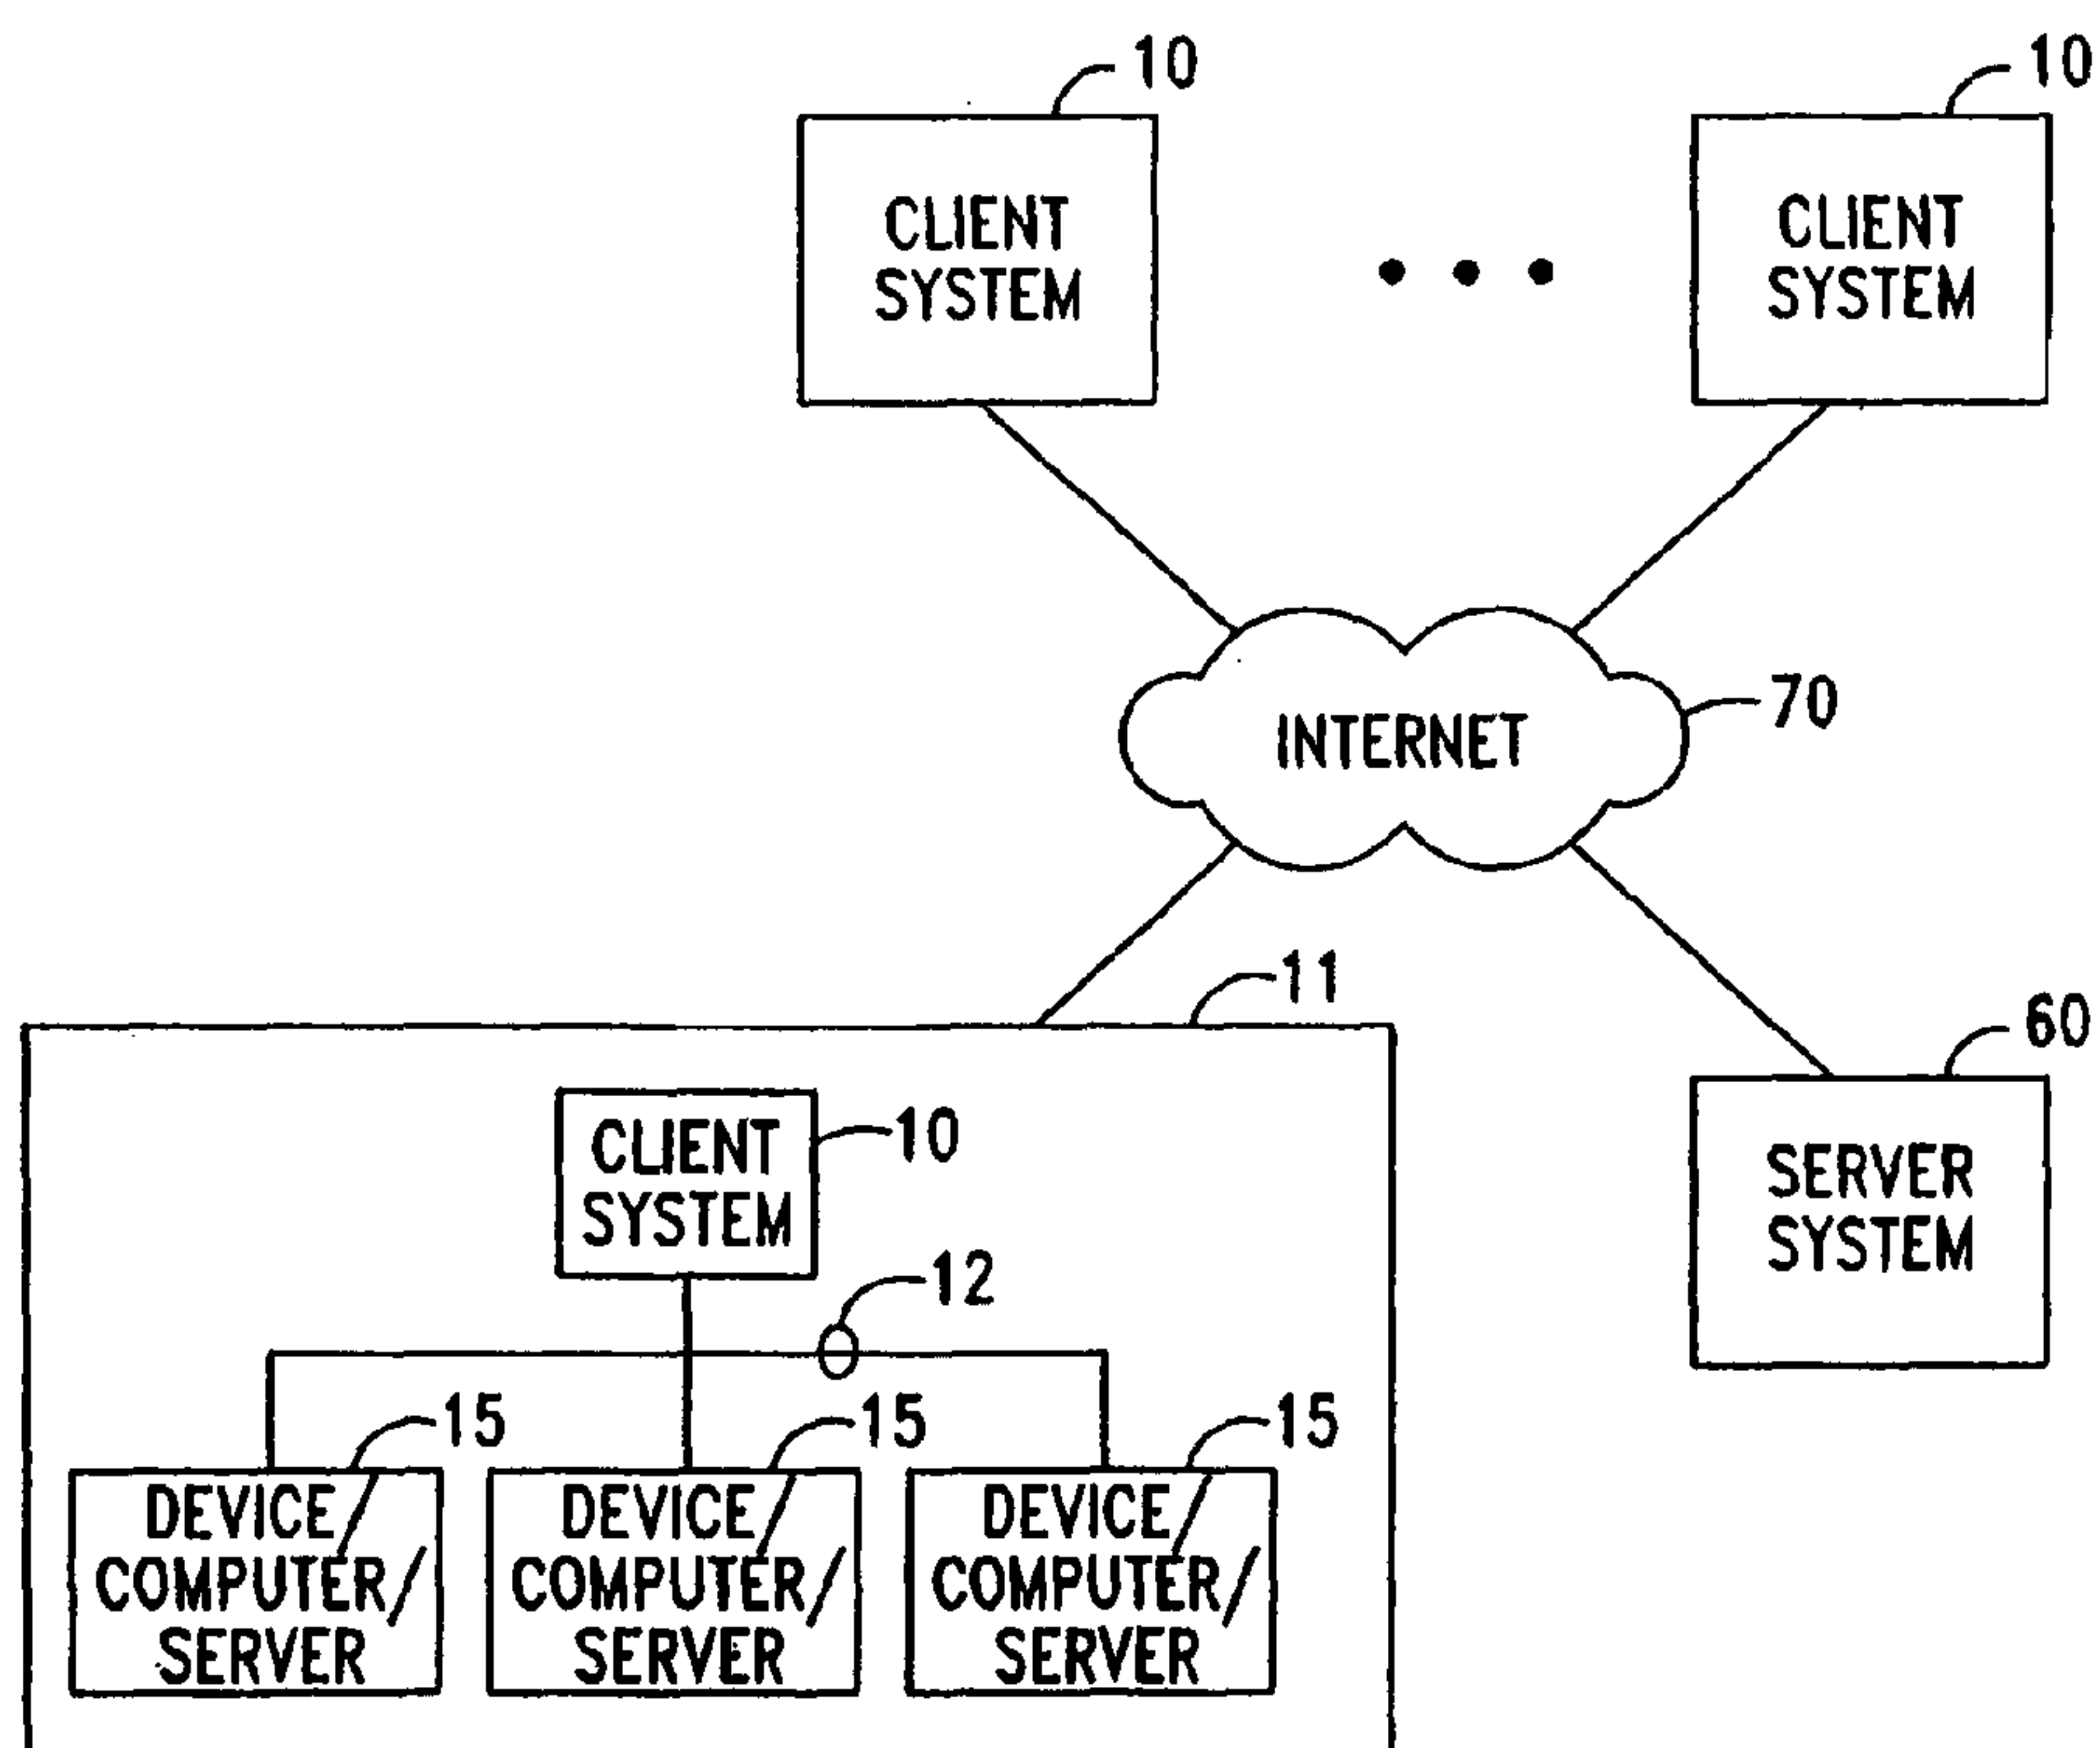 10
10
CLIENT
SYSTEM
CLIENT
SYSTEM
INTERNET
70
11
60
CLIENT
SYSTEM
10
SERVER
SYSTEM
12
15
15
15
DEVICE/
COMPUTER/
SERVER
DEVICE/
COMPUTER/
SERVER
DEVICE/
COMPUTER/
SERVER